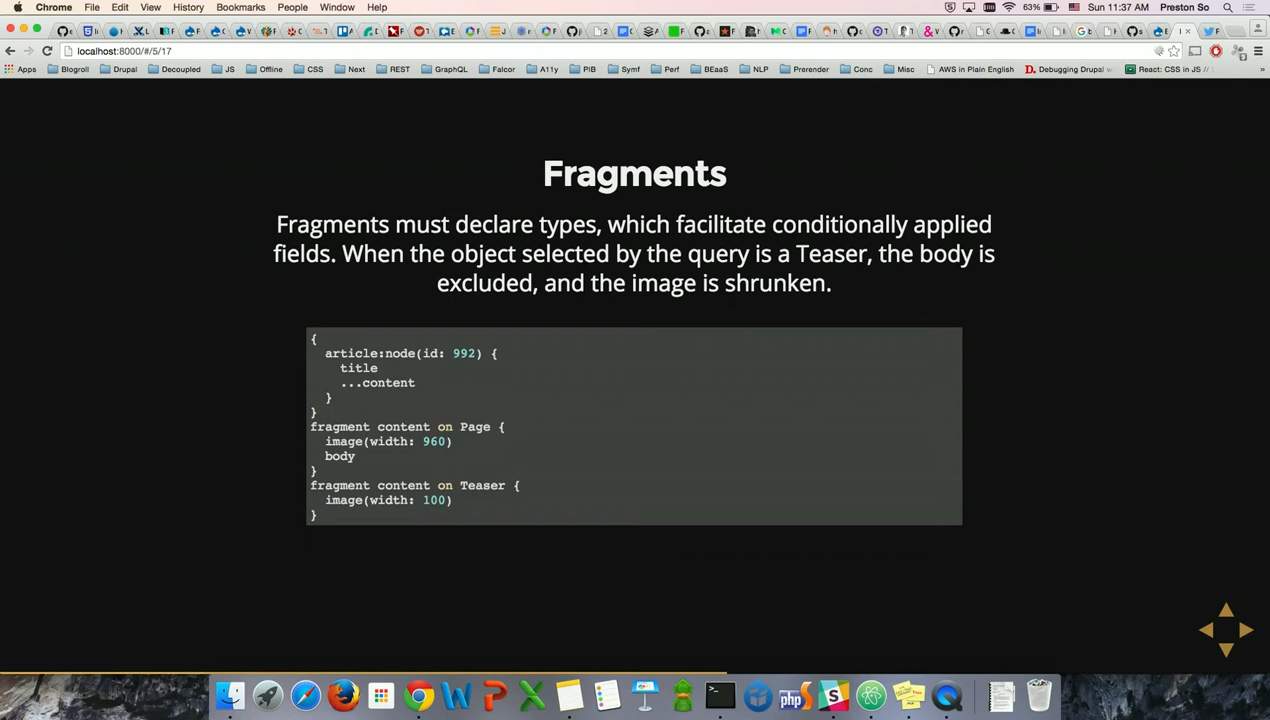 Chrome File Edit View History Bookmarks People Window Help 63% Sun 11:37 AM Preston So
localhost:8000/#/5/17
Apps Blogroll Drupal Decoupled JS Offline CSS Next REST GraphQL Falcor A11y PIB Symf Perf BEaaS NLP Prerender Conc Misc AWS in Plain English Debugging Drupal React: CSS in JS //
Fragments
Fragments must declare types, which facilitate conditionally applied
fields. When the object selected by the query is a Teaser, the body is
excluded, and the image is shrunken.
{
article:node(id: 992) {
title
...content
}
}
fragment content on Page {
image(width: 960)
body
}
fragment content on Teaser {
image(width: 100)
}